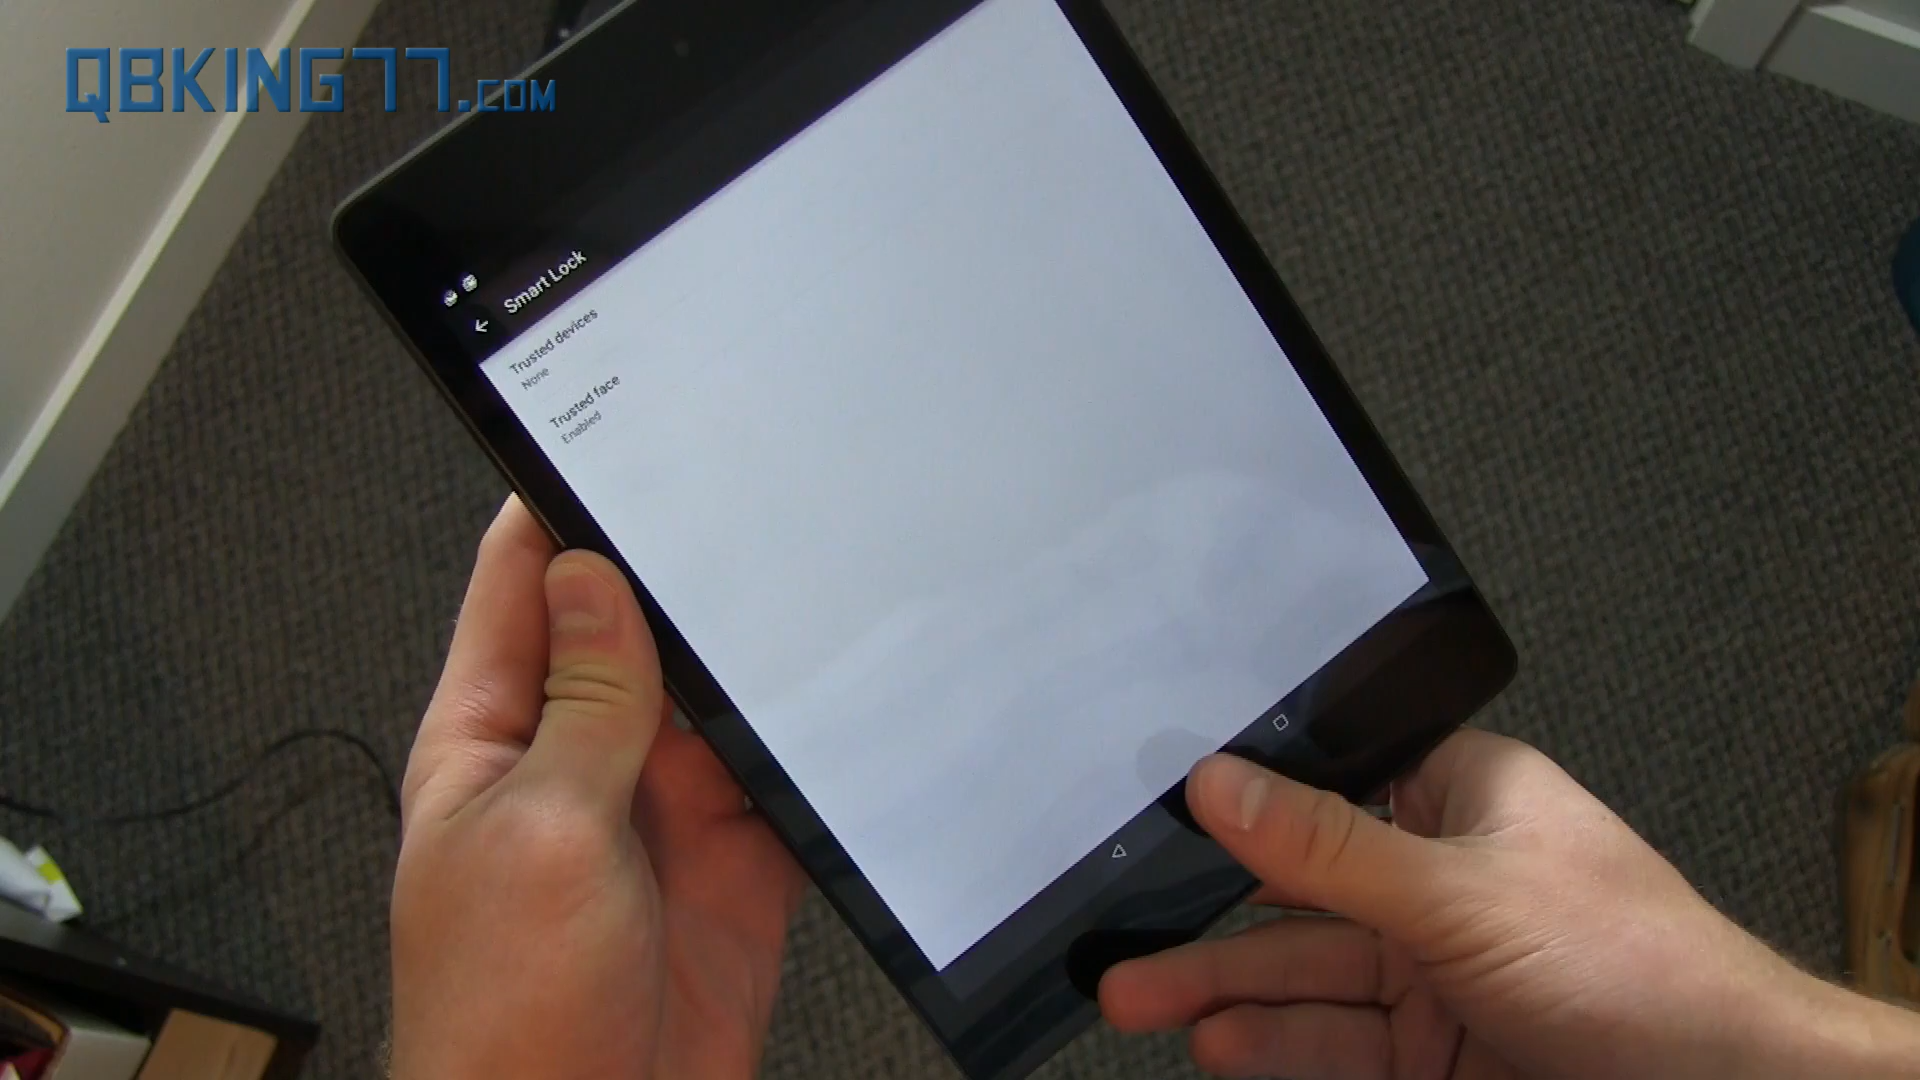 QBKING77.COM
Smart Lock
Trusted devices
None
Trusted face
Enabled